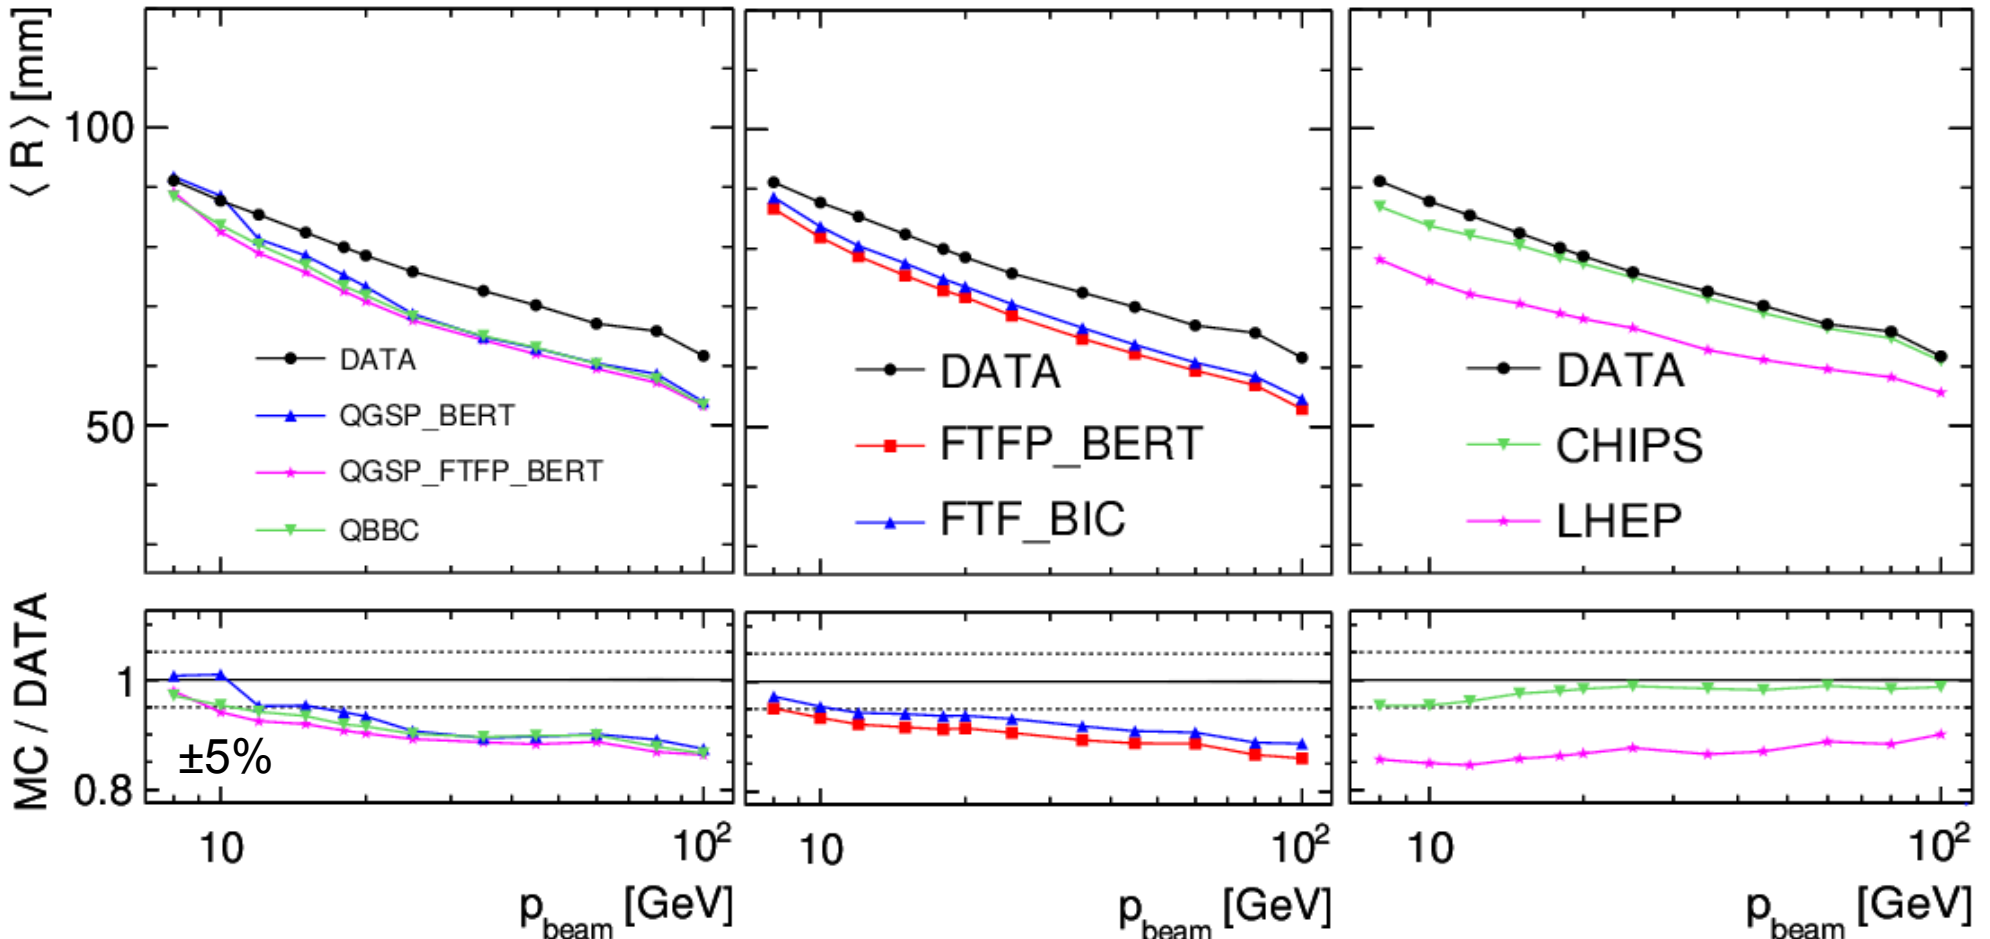 ⟨ R ⟩ [mm]
100
50
DATA
QGSP_BERT
QGSP_FTFP_BERT
QBBC
DATA
FTFP_BERT
FTF_BIC
DATA
CHIPS
LHEP
MC / DATA
1
0.8
±5%
10
10²
10
10²
10
10²
p_beam [GeV]
p_beam [GeV]
p_beam [GeV]